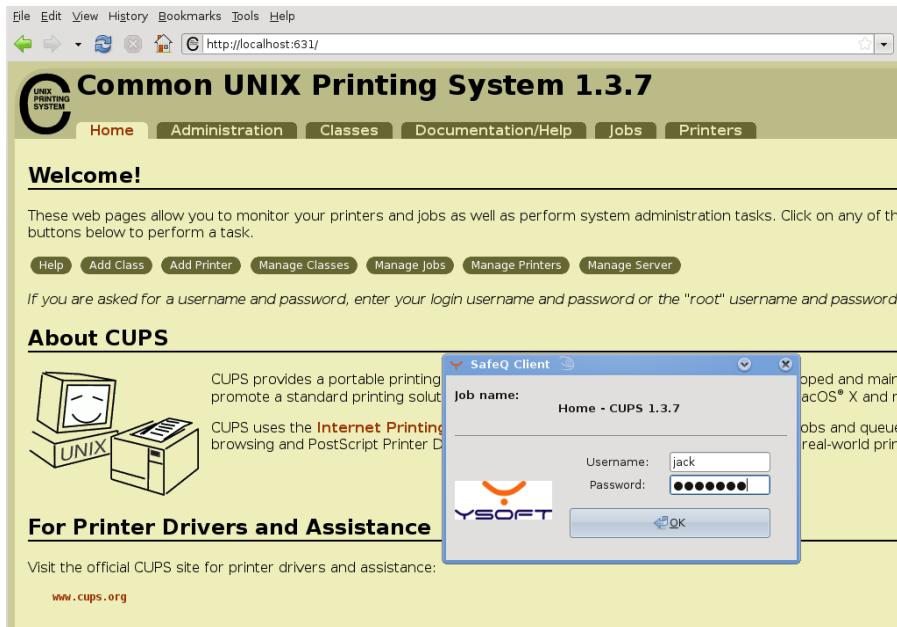 File Edit View History Bookmarks Tools Help
http://localhost:631/
UNIX
PRINTING
SYSTEM
Common UNIX Printing System 1.3.7
Home Administration Classes Documentation/Help Jobs Printers
Welcome!
These web pages allow you to monitor your printers and jobs as well as perform system administration tasks. Click on any of th
buttons below to perform a task.
Help Add Class Add Printer Manage Classes Manage Jobs Manage Printers Manage Server
If you are asked for a username and password, enter your login username and password or the "root" username and password
About CUPS
CUPS provides a portable printing oped and main
promote a standard printing solut acOS® X and r
CUPS uses the Internet Printing obs and queue
browsing and PostScript Printer D real-world prin
UNIX
SafeQ Client
Job name:
Home - CUPS 1.3.7
Username: jack
Password: ●●●●●●●
YSOFT
OK
For Printer Drivers and Assistance
Visit the official CUPS site for printer drivers and assistance:
www.cups.org